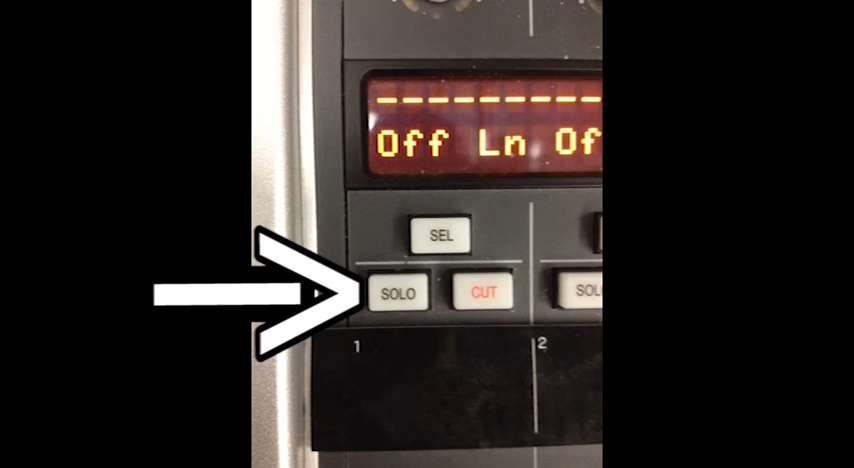 ----------
Off Ln Of
SEL
SOLO CUT SOL
1 2